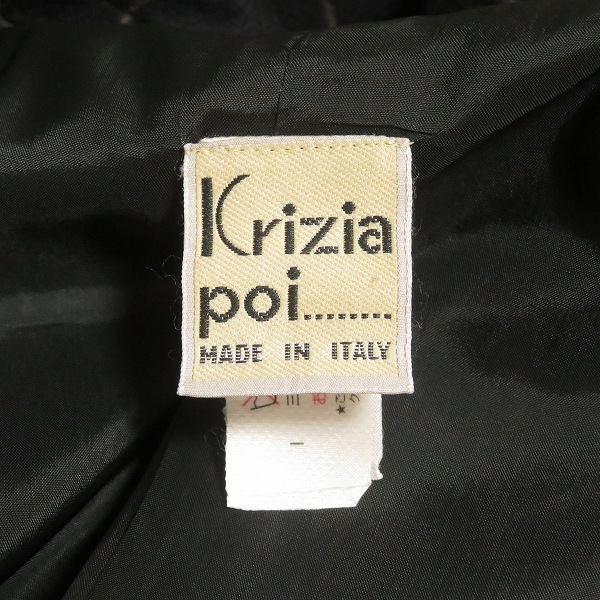 Krizia
poi........
MADE IN ITALY